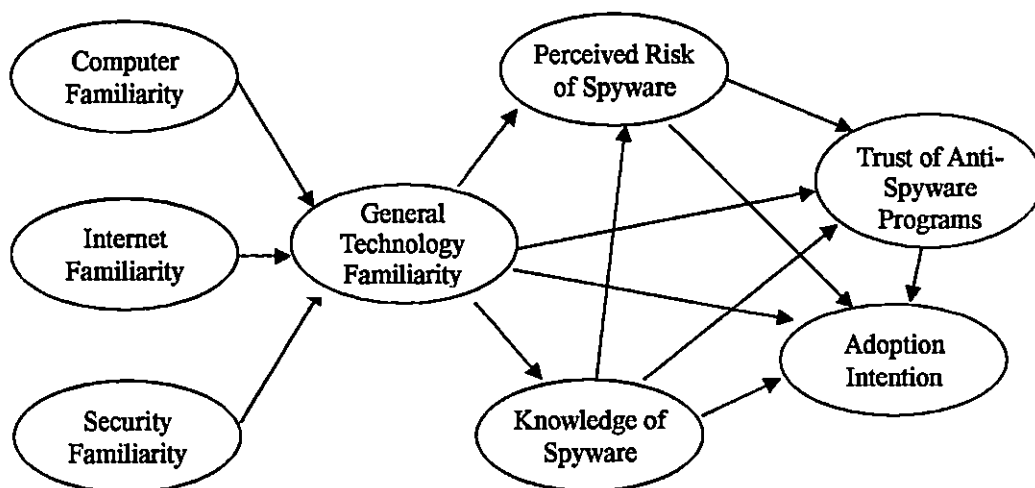 Computer
Familiarity
Internet
Familiarity
Security
Familiarity
General
Technology
Familiarity
Perceived Risk
of Spyware
Knowledge of
Spyware
Trust of Anti-
Spyware
Programs
Adoption
Intention